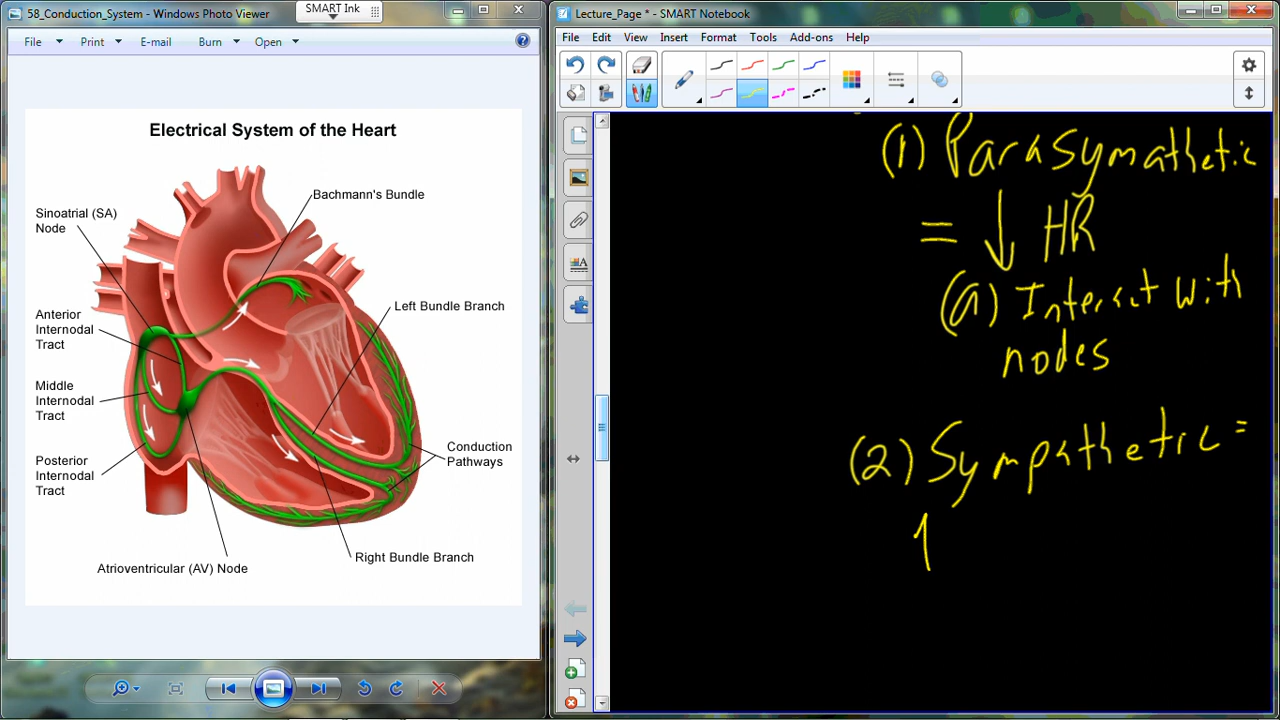 58_Conduction_System - Windows Photo Viewer
SMART Ink
File Print E-mail Burn Open
Electrical System of the Heart
Bachmann's Bundle
Sinoatrial (SA)
Node
Left Bundle Branch
Anterior
Internodal
Tract
Middle
Internodal
Tract
Conduction
Pathways
Posterior
Internodal
Tract
Right Bundle Branch
Atrioventricular (AV) Node
Lecture_Page * - SMART Notebook
File Edit View Insert Format Tools Add-ons Help
(1) Parasymathetic
= ↓ HR
(a) Interact with
nodes
(2) Sympathetic =
↑